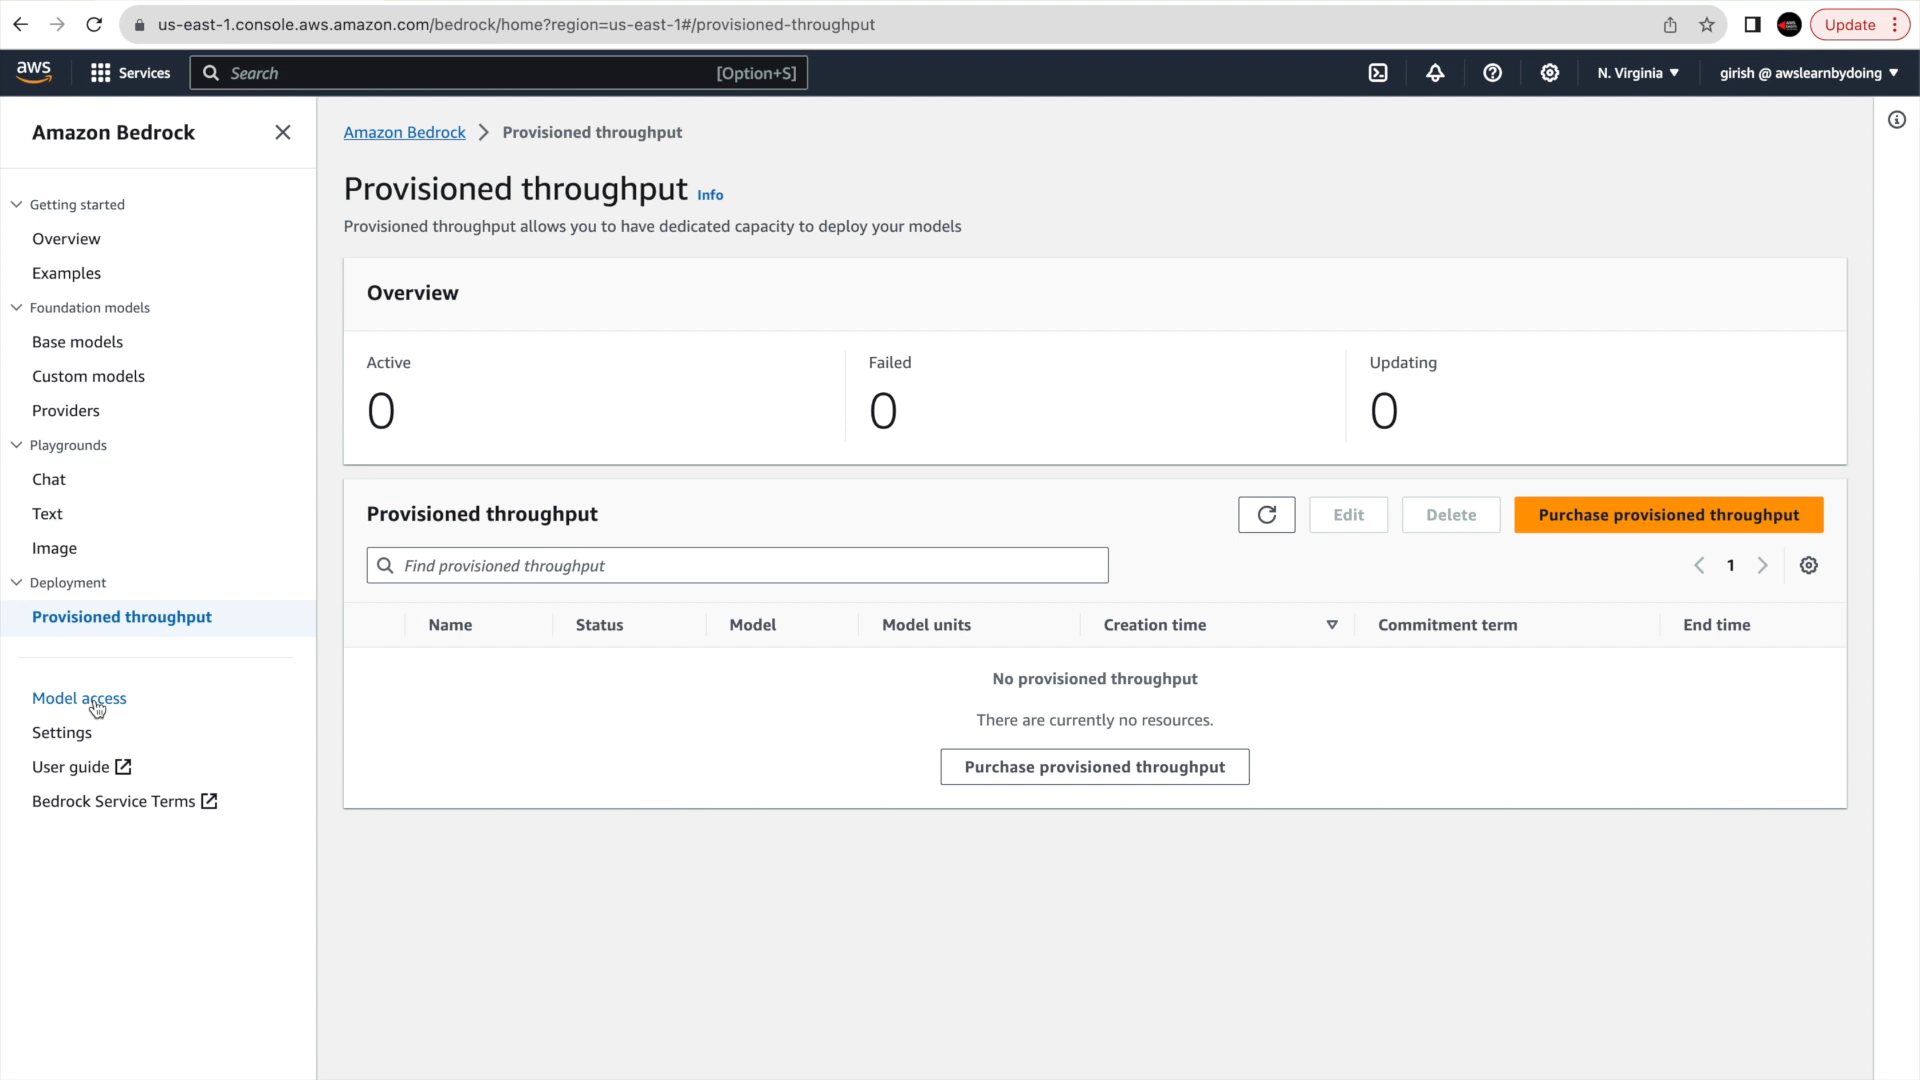 us-east-1.console.aws.amazon.com/bedrock/home?region=us-east-1#/provisioned-throughput
Update
aws
Services
Search
[Option+S]
N. Virginia
girish @ awslearnbydoing
Amazon Bedrock
Getting started
Overview
Examples
Foundation models
Base models
Custom models
Providers
Playgrounds
Chat
Text
Image
Deployment
Provisioned throughput
Model access
Settings
User guide
Bedrock Service Terms
Amazon Bedrock > Provisioned throughput
Provisioned throughput Info
Provisioned throughput allows you to have dedicated capacity to deploy your models
Overview
Active
0
Failed
0
Updating
0
Provisioned throughput
Edit
Delete
Purchase provisioned throughput
Find provisioned throughput
1
Name
Status
Model
Model units
Creation time
Commitment term
End time
No provisioned throughput
There are currently no resources.
Purchase provisioned throughput